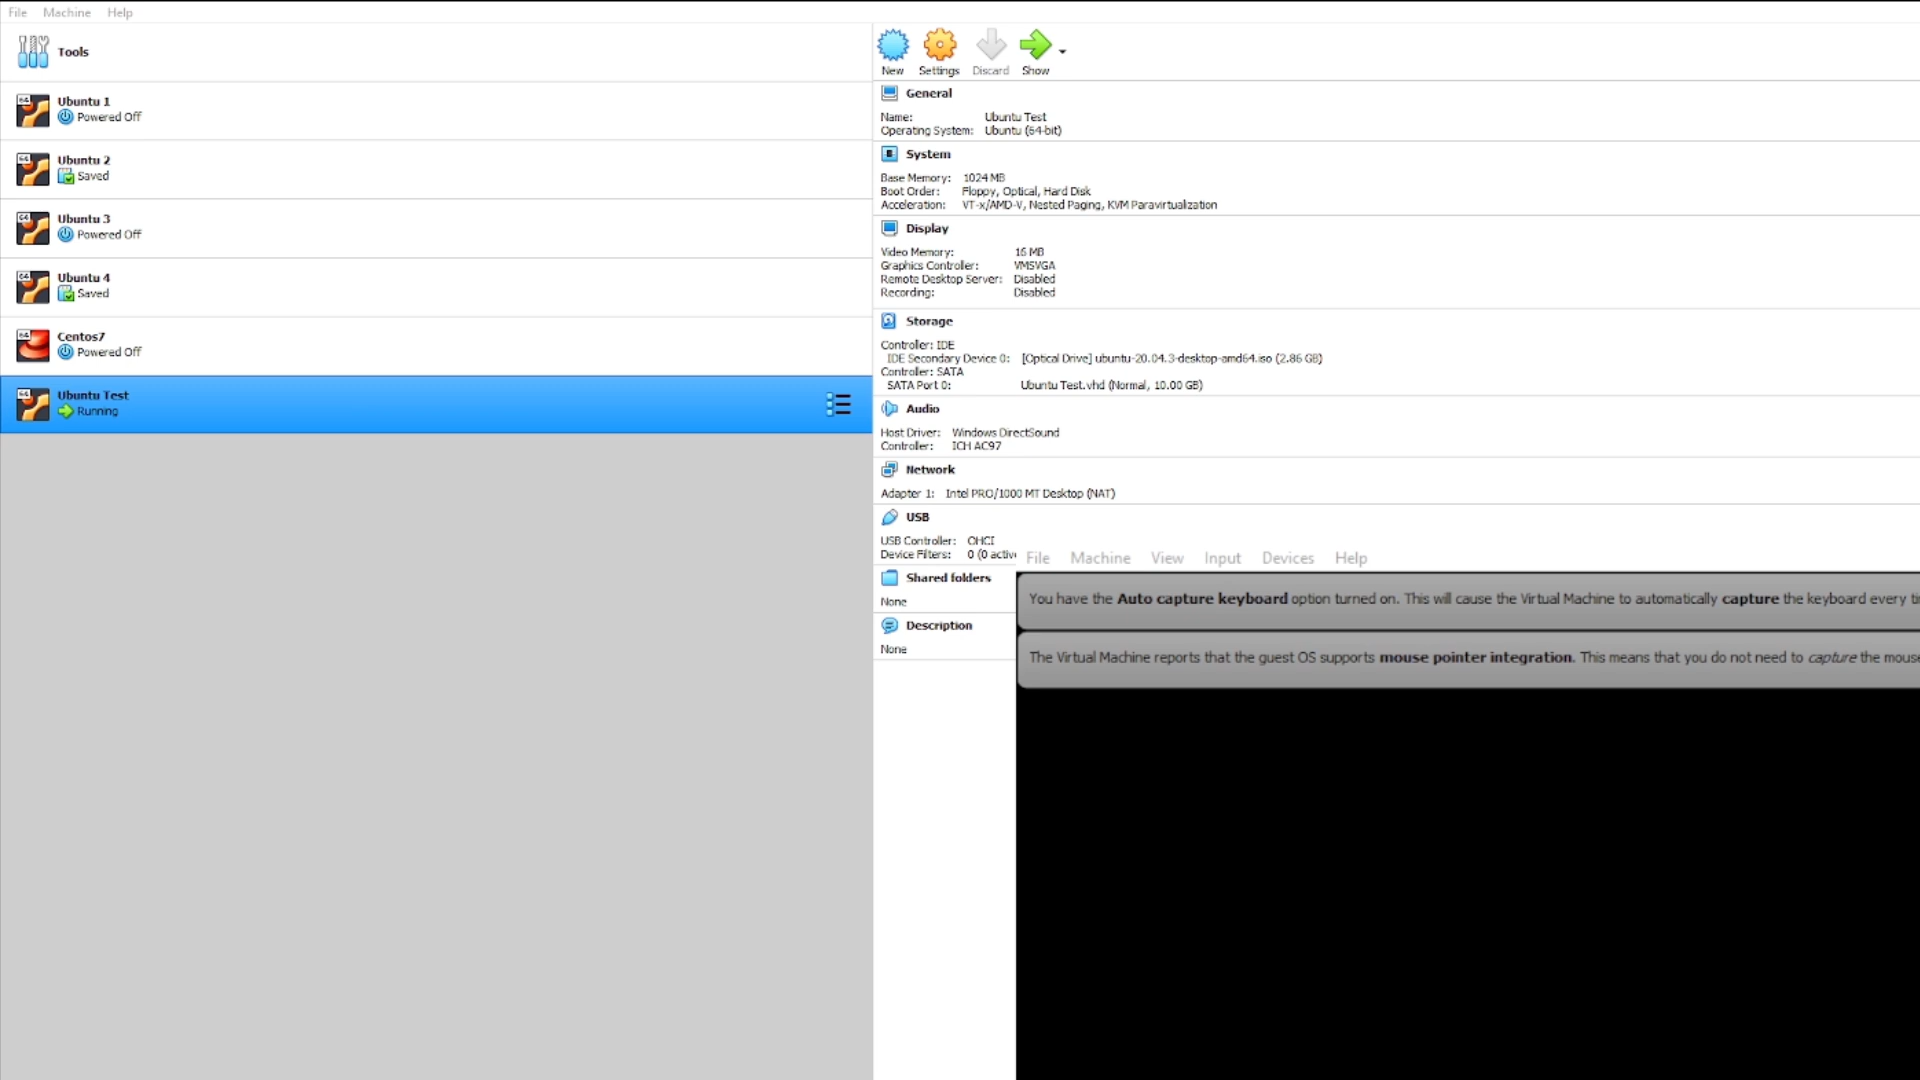 File Machine Help
Tools
Ubuntu 1
Powered Off
Ubuntu 2
Saved
Ubuntu 3
Powered Off
Ubuntu 4
Saved
Centos7
Powered Off
Ubuntu Test
Running
New Settings Discard Show
General
Name: Ubuntu Test
Operating System: Ubuntu (64-bit)
System
Base Memory: 1024 MB
Boot Order: Floppy, Optical, Hard Disk
Acceleration: VT-x/AMD-V, Nested Paging, KVM Paravirtualization
Display
Video Memory: 16 MB
Graphics Controller: VMSVGA
Remote Desktop Server: Disabled
Recording: Disabled
Storage
Controller: IDE
IDE Secondary Device 0: [Optical Drive] ubuntu-20.04.3-desktop-amd64.iso (2.86 GB)
Controller: SATA
SATA Port 0: Ubuntu Test.vhd (Normal, 10.00 GB)
Audio
Host Driver: Windows DirectSound
Controller: ICH AC97
Network
Adapter 1: Intel PRO/1000 MT Desktop (NAT)
USB
USB Controller: OHCI
Device Filters: 0 (0 activ
Shared folders
None
Description
None
File Machine View Input Devices Help
You have the Auto capture keyboard option turned on. This will cause the Virtual Machine to automatically capture the keyboard every
The Virtual Machine reports that the guest OS supports mouse pointer integration. This means that you do not need to capture the mouse